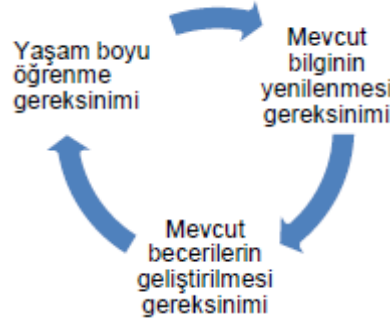 Yaşam boyu
öğrenme
gereksinimi
Mevcut
bilginin
yenilenmesi
gereksinimi
Mevcut
becerilerin
geliştirilmesi
gereksinimi